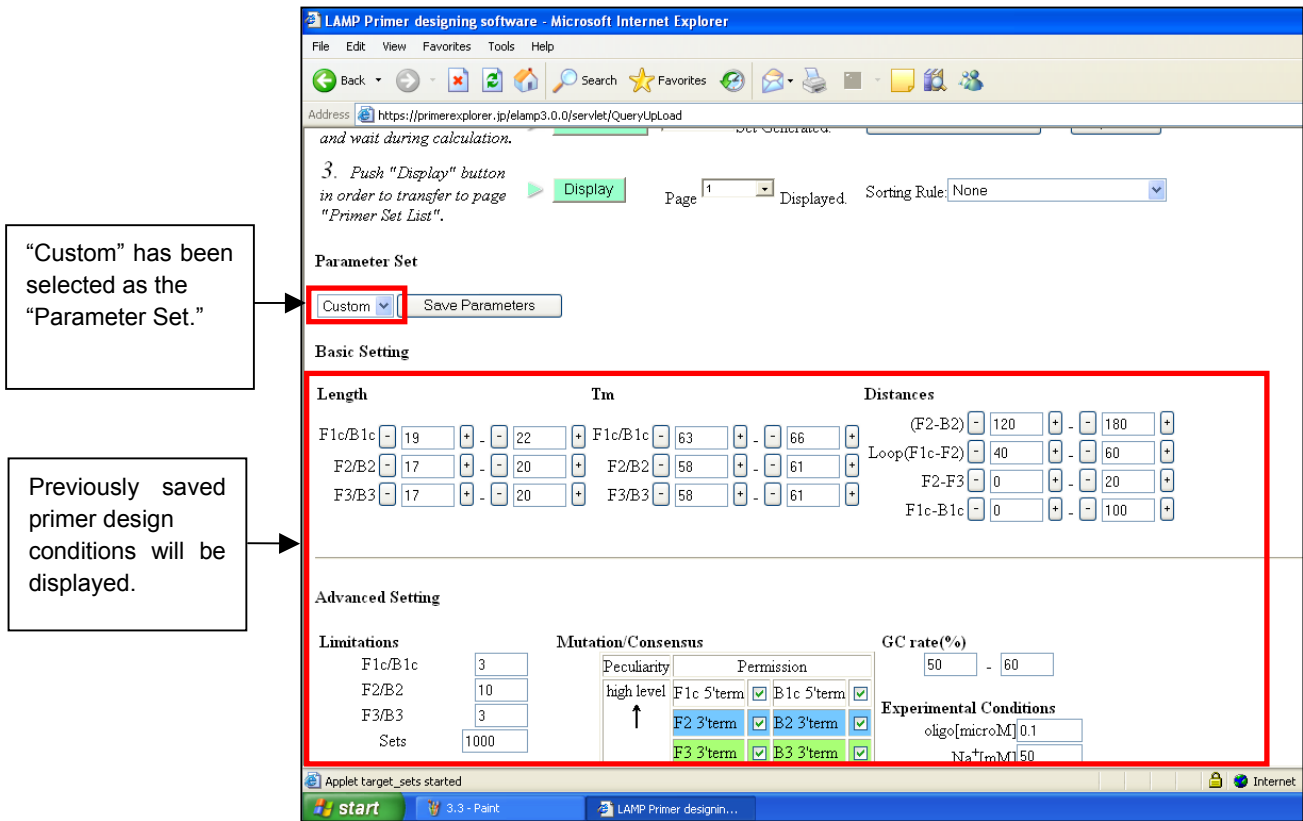 LAMP Primer designing software - Microsoft Internet Explorer
File Edit View Favorites Tools Help
Back Search Favorites
Address https://primerexplorer.jp/elamp3.0.0/servlet/QueryUpLoad
and wait during calculation.
Set Generated.
3. Push "Display" button
in order to transfer to page
"Primer Set List".
Display
Page 1 Displayed.
Sorting Rule: None
“Custom” has been
selected as the
“Parameter Set.”
Parameter Set
Custom Save Parameters
Basic Setting
Length Tm Distances
F1c/B1c - 19 + - - 22 + F1c/B1c - 63 + - - 66 + (F2-B2) - 120 + - - 180 +
F2/B2 - 17 + - - 20 + F2/B2 - 58 + - - 61 + Loop(F1c-F2) - 40 + - - 60 +
F3/B3 - 17 + - - 20 + F3/B3 - 58 + - - 61 + F2-F3 - 0 + - - 20 +
F1c-B1c - 0 + - - 100 +
Previously saved
primer design
conditions will be
displayed.
Advanced Setting
Limitations Mutation/Consensus GC rate(%)
F1c/B1c 3 Peculiarity Permission 50 - 60
F2/B2 10 high level F1c 5'term B1c 5'term
F3/B3 3 ↑ F2 3'term B2 3'term Experimental Conditions
Sets 1000 oligo[microM] 0.1
F3 3'term B3 3'term Na+[mM] 50
Applet target_sets started Internet
start 3.3 - Paint LAMP Primer designin...